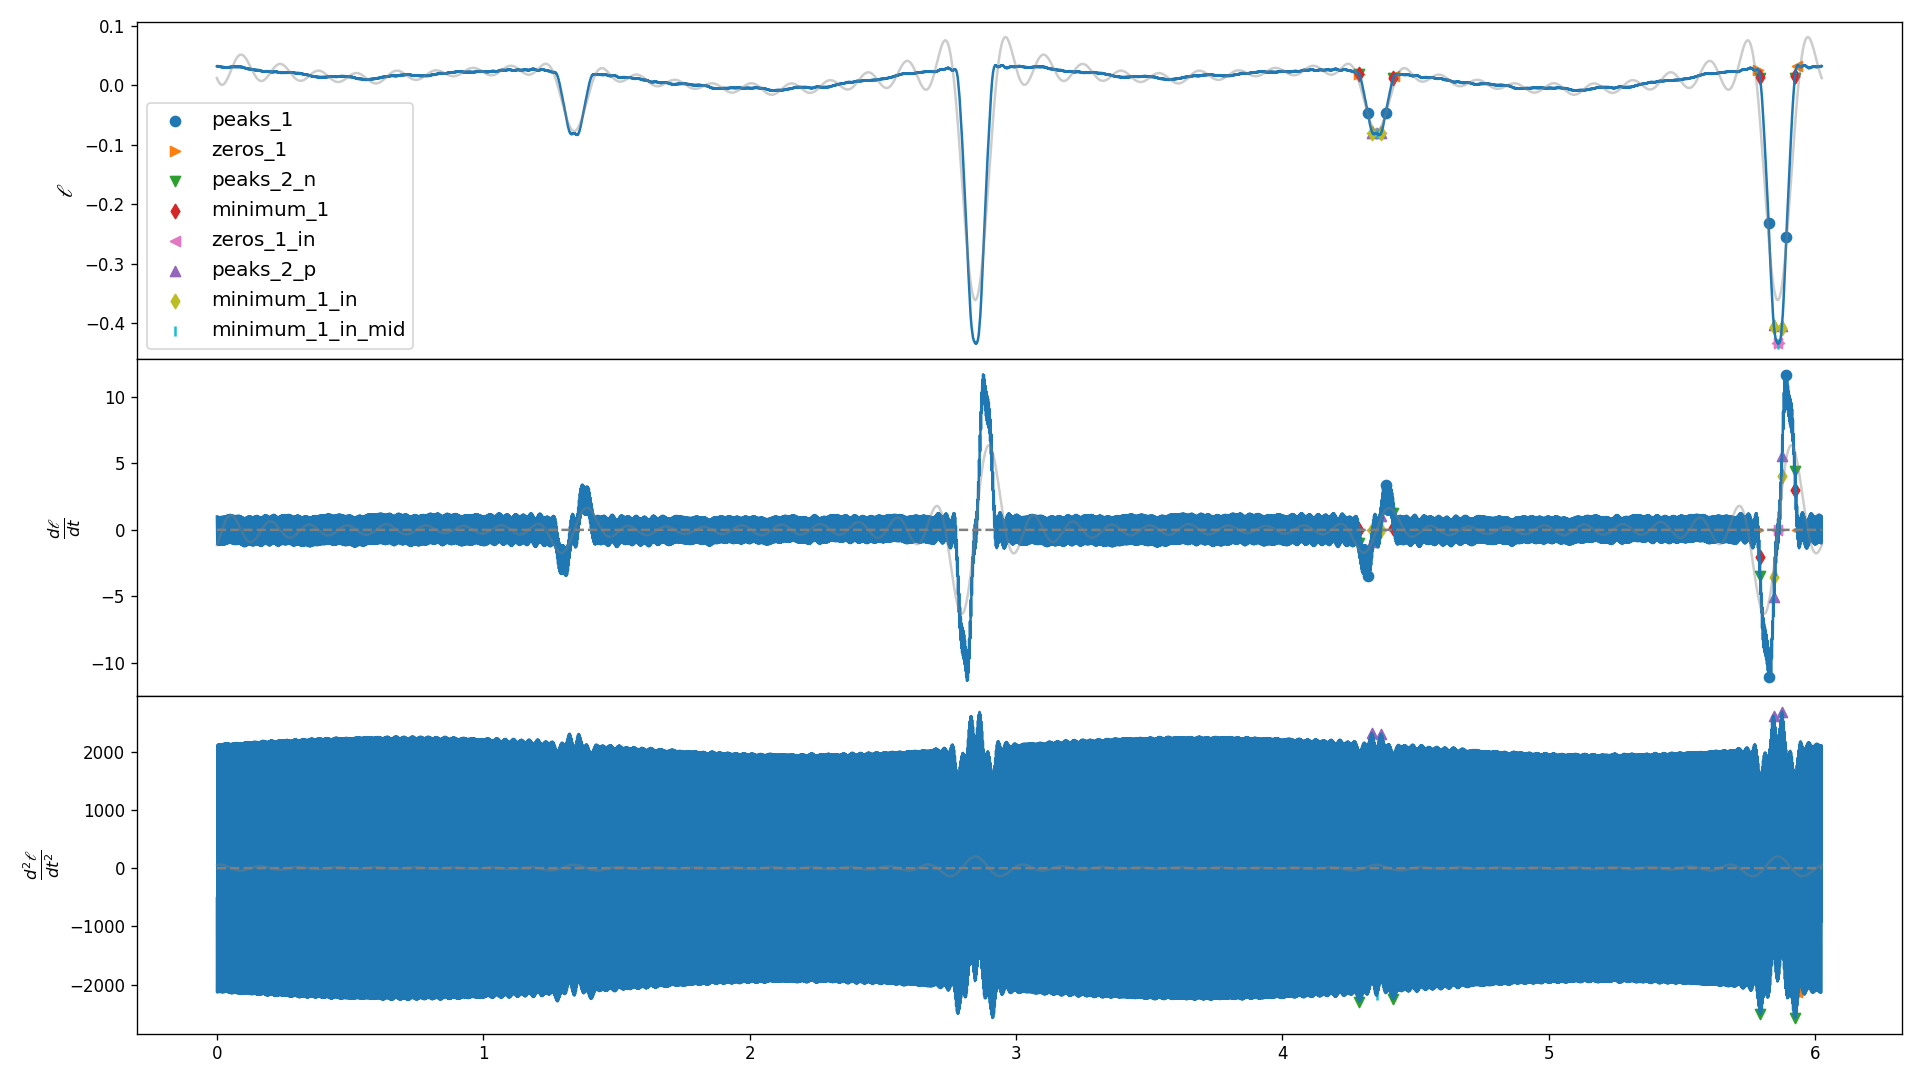 0.1
0.0
−0.1
−0.2
−0.3
−0.4
ℓ
peaks_1
zeros_1
peaks_2_n
minimum_1
zeros_1_in
peaks_2_p
minimum_1_in
minimum_1_in_mid
10
5
0
−5
−10
dℓ/dt
2000
1000
0
−1000
−2000
d²ℓ/dt²
0 1 2 3 4 5 6